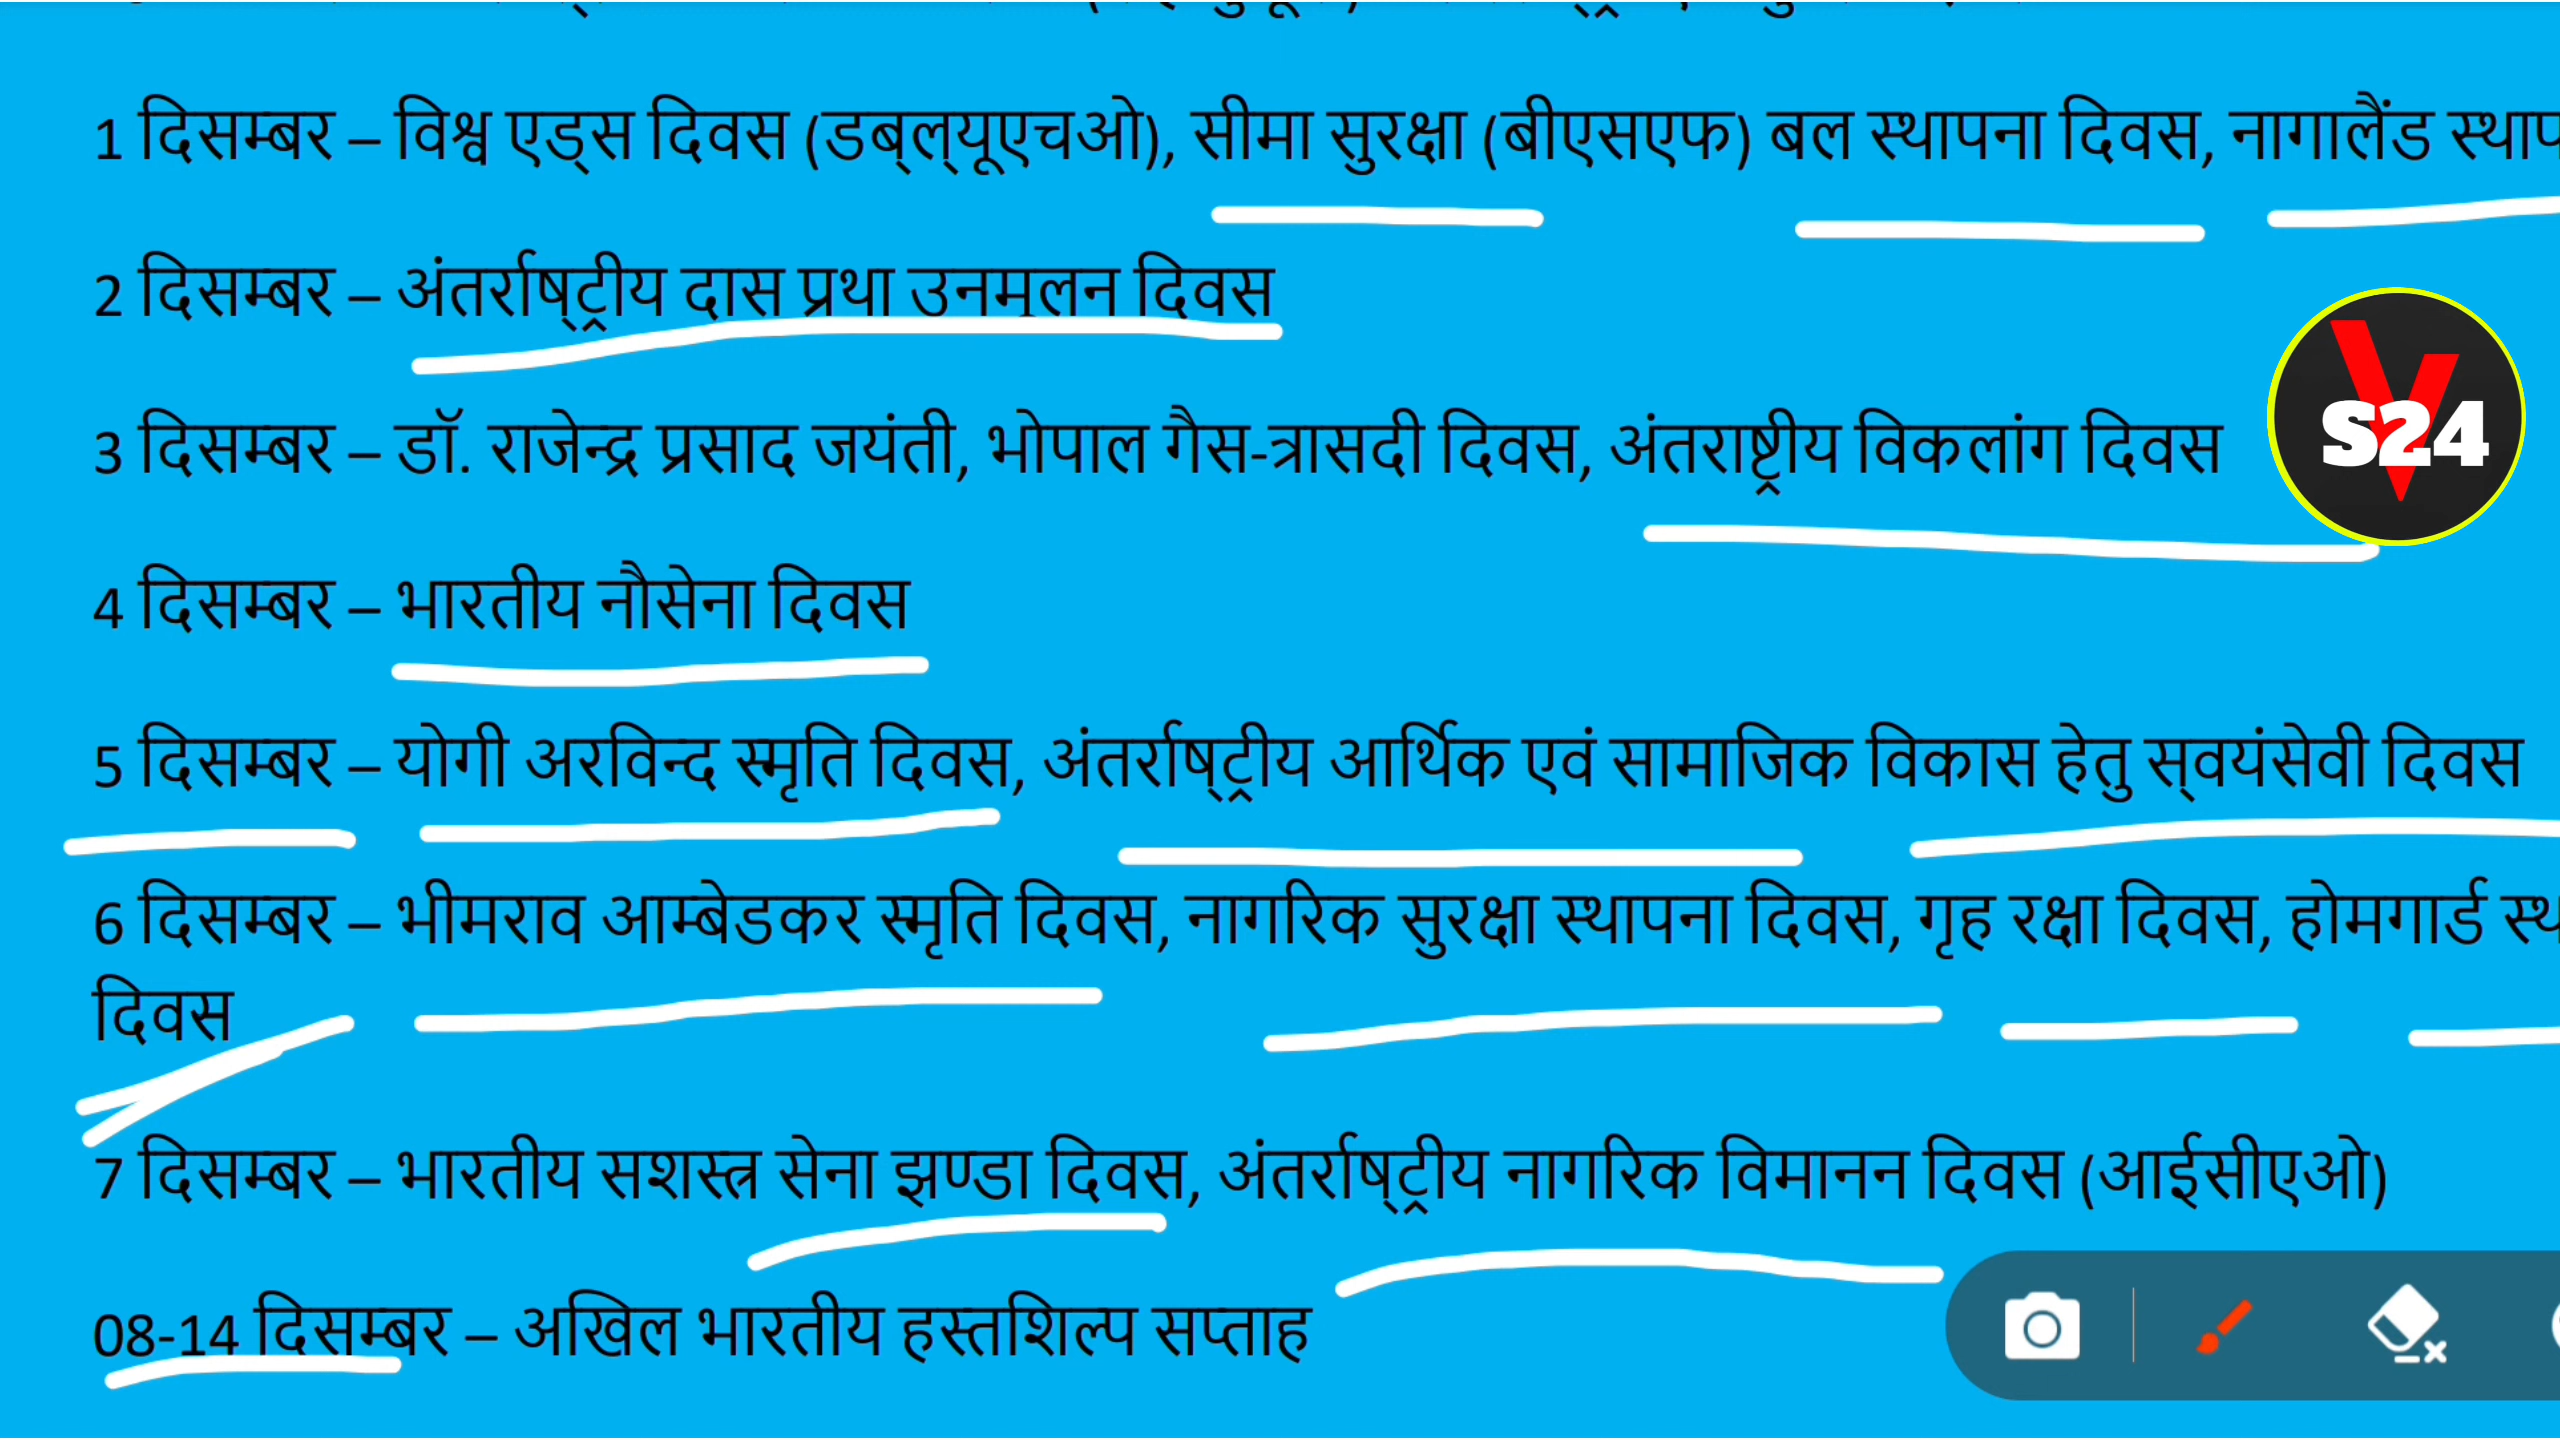 1 दिसम्बर – विश्व एड्स दिवस (डब्ल्यूएचओ), सीमा सुरक्षा (बीएसएफ) बल स्थापना दिवस, नागालैंड
2 दिसम्बर – अंतर्राष्ट्रीय दास प्रथा उनमूलन दिवस
3 दिसम्बर – डॉ. राजेन्द्र प्रसाद जयंती, भोपाल गैस-त्रासदी दिवस, अंतराष्ट्रीय विकलांग दिवस
VS24
4 दिसम्बर – भारतीय नौसेना दिवस
5 दिसम्बर – योगी अरविन्द स्मृति दिवस, अंतर्राष्ट्रीय आर्थिक एवं सामाजिक विकास हेतु स्वयंसेवी दिवस
6 दिसम्बर – भीमराव आम्बेडकर स्मृति दिवस, नागरिक सुरक्षा स्थापना दिवस, गृह रक्षा दिवस, होमगार्ड
दिवस
7 दिसम्बर – भारतीय सशस्त्र सेना झण्डा दिवस, अंतर्राष्ट्रीय नागरिक विमानन दिवस (आईसीएओ)
08-14 दिसम्बर – अखिल भारतीय हस्तशिल्प सप्ताह